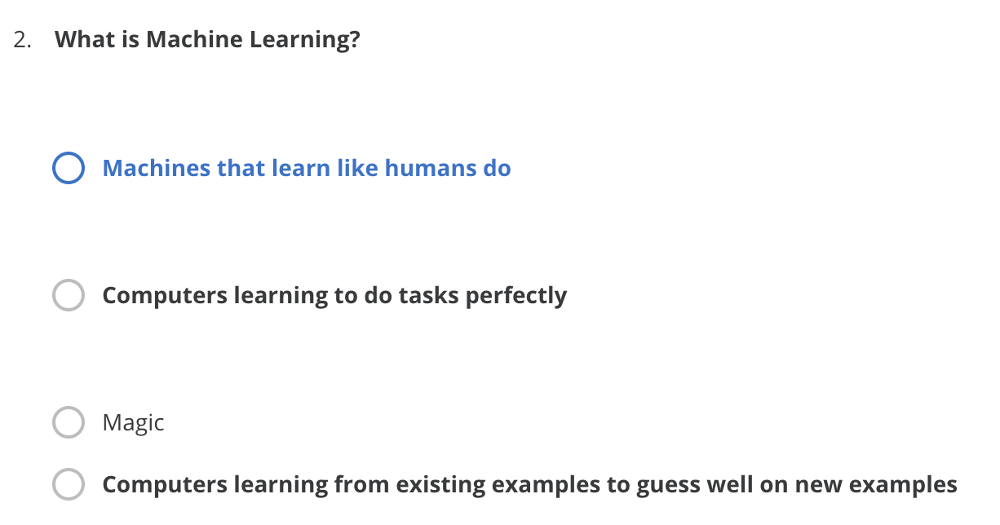 2. What is Machine Learning?
Machines that learn like humans do
Computers learning to do tasks perfectly
Magic
Computers learning from existing examples to guess well on new examples